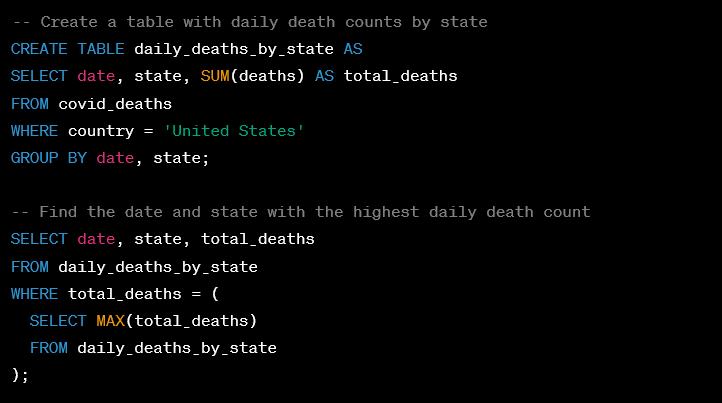 -- Create a table with daily death counts by state
CREATE TABLE daily_deaths_by_state AS
SELECT date, state, SUM(deaths) AS total_deaths
FROM covid_deaths
WHERE country = 'United States'
GROUP BY date, state;

-- Find the date and state with the highest daily death count
SELECT date, state, total_deaths
FROM daily_deaths_by_state
WHERE total_deaths = (
  SELECT MAX(total_deaths)
  FROM daily_deaths_by_state
);